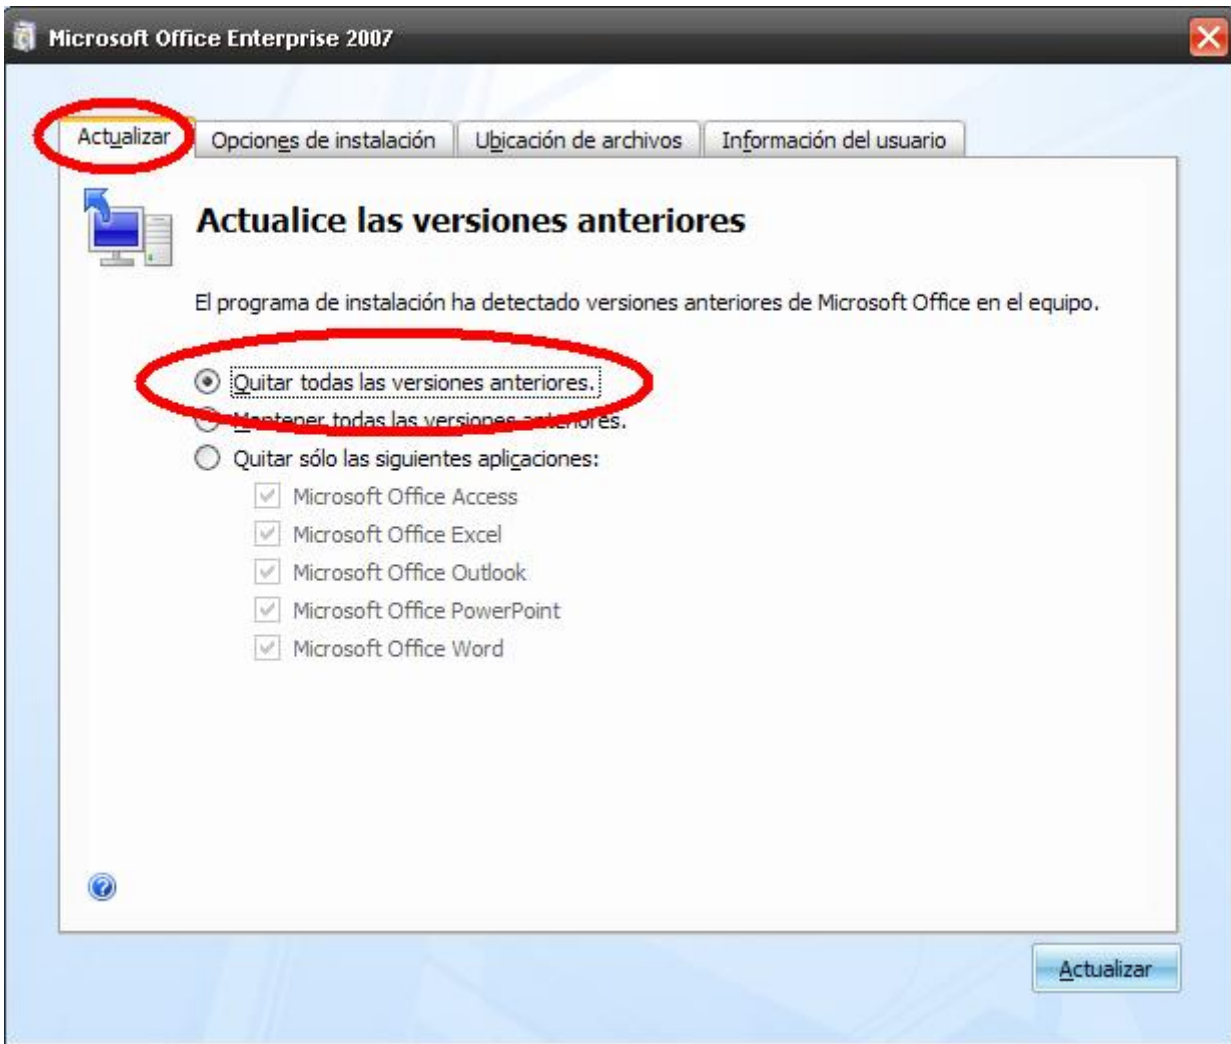 Microsoft Office Enterprise 2007
Actualizar
Opciones de instalación
Ubicación de archivos
Información del usuario
Actualice las versiones anteriores
El programa de instalación ha detectado versiones anteriores de Microsoft Office en el equipo.
Quitar todas las versiones anteriores.
Mantener todas las versiones anteriores.
Quitar sólo las siguientes aplicaciones:
Microsoft Office Access
Microsoft Office Excel
Microsoft Office Outlook
Microsoft Office PowerPoint
Microsoft Office Word
Actualizar